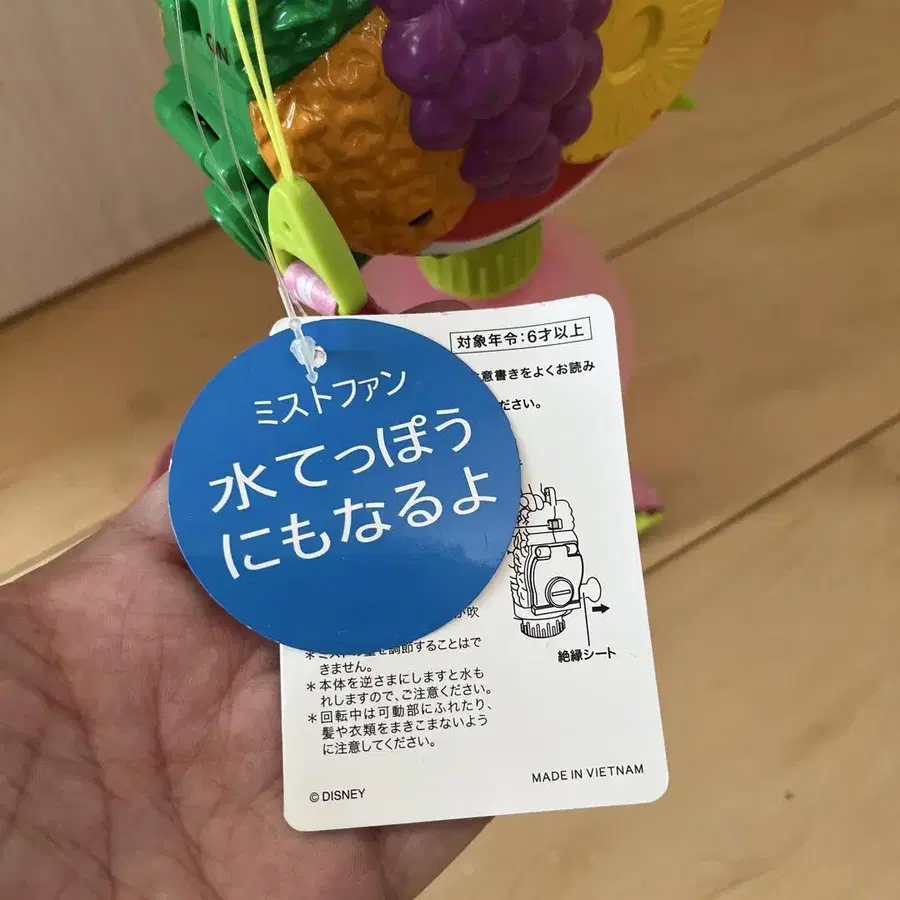 ミストファン
水てっぽう
にもなるよ
対象年令:6才以上
意書きをよくお読み
ださい。
絶縁シート
が吹
*ミストの量を調節することはで
きません。
*本体を逆さまにしますと水も
れしますので、ご注意ください。
*回転中は可動部にふれたり、
髪や衣類をまきこまないよう
に注意してください。
MADE IN VIETNAM
© DISNEY